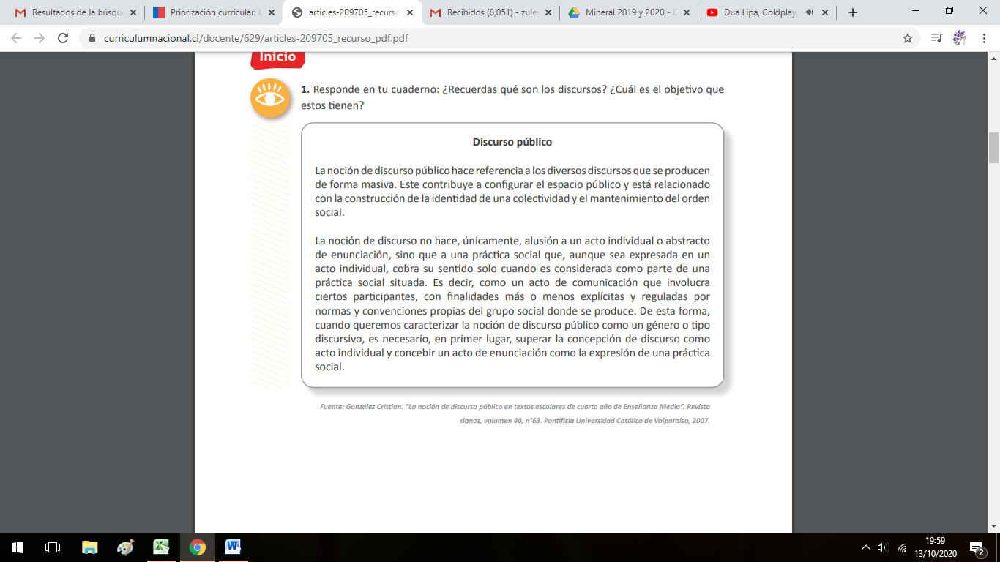 Resultados de la búsqu
Priorización curricular: L
articles-209705_recurso
Recibidos (8,051) - zule
Mineral 2019 y 2020 - 
Dua Lipa, Coldplay,
curriculumnacional.cl/docente/629/articles-209705_recurso_pdf.pdf
Inicio
1. Responde en tu cuaderno: ¿Recuerdas qué son los discursos? ¿Cuál es el objetivo que
estos tienen?
Discurso público
La noción de discurso público hace referencia a los diversos discursos que se producen
de forma masiva. Este contribuye a configurar el espacio público y está relacionado
con la construcción de la identidad de una colectividad y el mantenimiento del orden
social.
La noción de discurso no hace, únicamente, alusión a un acto individual o abstracto
de enunciación, sino que a una práctica social que, aunque sea expresada en un
acto individual, cobra su sentido solo cuando es considerada como parte de una
práctica social situada. Es decir, como un acto de comunicación que involucra
ciertos participantes, con finalidades más o menos explícitas y reguladas por
normas y convenciones propias del grupo social donde se produce. De esta forma,
cuando queremos caracterizar la noción de discurso público como un género o tipo
discursivo, es necesario, en primer lugar, superar la concepción de discurso como
acto individual y concebir un acto de enunciación como la expresión de una práctica
social.
Fuente: González Cristian. "La noción de discurso público en textos escolares de cuarto año de Enseñanza Media". Revista
signos, volumen 40, n°63. Pontificia Universidad Católica de Valparaíso, 2007.
19:59
13/10/2020
2